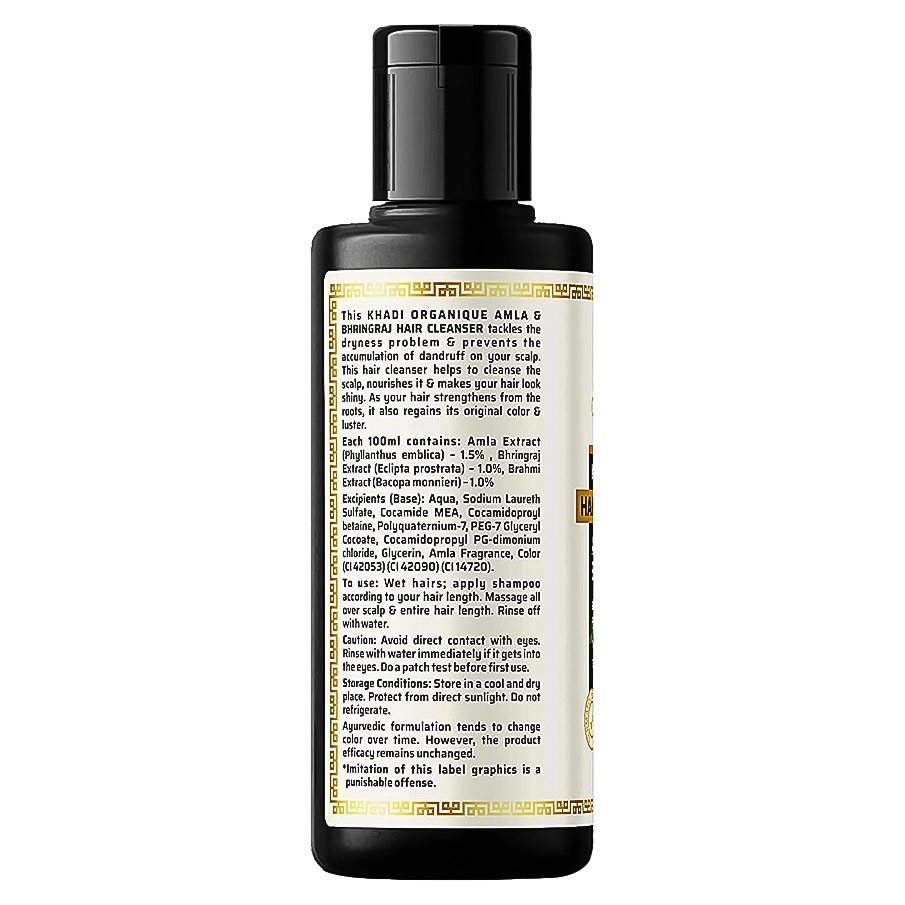 This KHADI ORGANIQUE AMLA &
BHRINGRAJ HAIR CLEANSER tackles the
dryness problem & prevents the
accumulation of dandruff on your scalp.
This hair cleanser helps to cleanse the
scalp, nourishes it & makes your hair look
shiny. As your hair strengthens from the
roots, it also regains its original color &
luster.
Each 100ml contains: Amla Extract
(Phyllanthus emblica) - 1.5% , Bhringraj
Extract (Eclipta prostrata) - 1.0%, Brahmi
Extract (Bacopa monnieri) - 1.0%
Excipients (Base): Aqua, Sodium Laureth
Sulfate, Cocamide MEA, Cocamidoproyl
betaine, Polyquaternium-7, PEG-7 Glyceryl
Cocoate, Cocamidopropyl PG-dimonium
chloride, Glycerin, Amla Fragrance, Color
(CI 42053) (CI 42090) (CI 14720).
To use: Wet hairs; apply shampoo
according to your hair length. Massage all
over scalp & entire hair length. Rinse off
with water.
Caution: Avoid direct contact with eyes.
Rinse with water immediately if it gets into
the eyes. Do a patch test before first use.
Storage Conditions: Store in a cool and dry
place. Protect from direct sunlight. Do not
refrigerate.
Ayurvedic formulation tends to change
color over time. However, the product
efficacy remains unchanged.
*Imitation of this label graphics is a
punishable offense.
HA